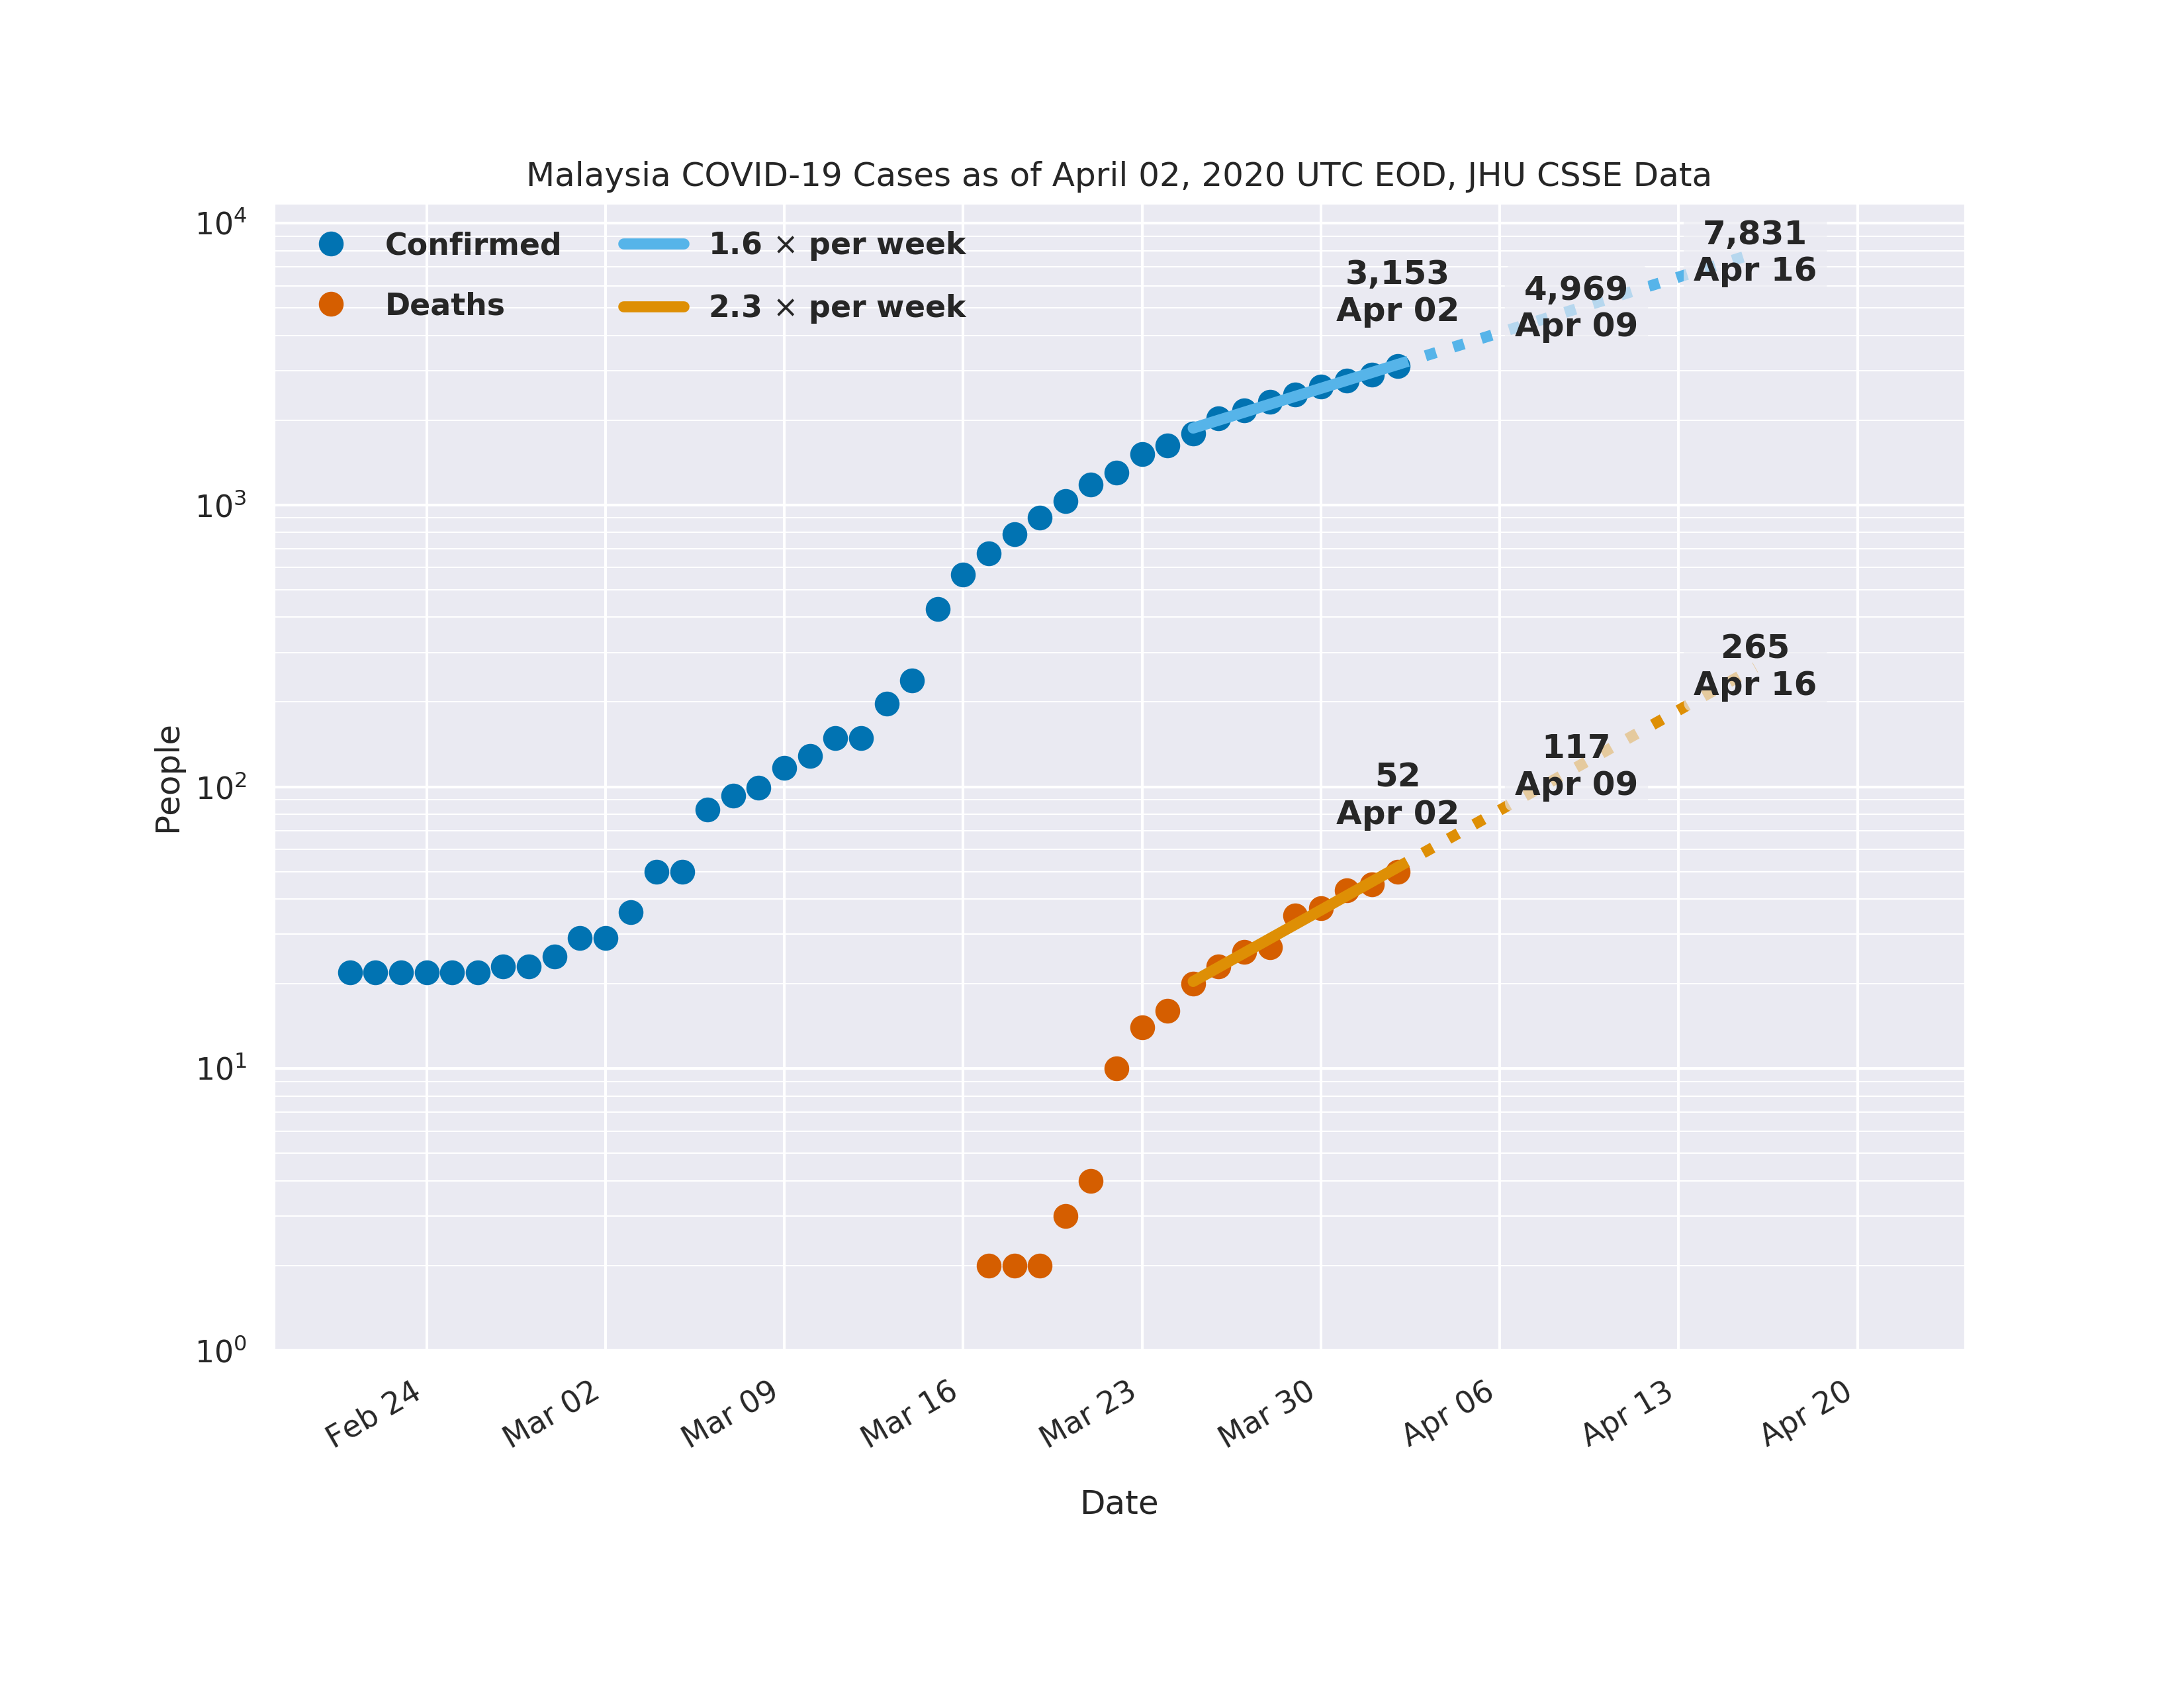 Malaysia COVID-19 Cases as of April 02, 2020 UTC EOD, JHU CSSE Data
Confirmed
Deaths
1.6 × per week
2.3 × per week
3,153
Apr 02
4,969
Apr 09
7,831
Apr 16
52
Apr 02
117
Apr 09
265
Apr 16
People
10⁴
10³
10²
10¹
10⁰
Feb 24
Mar 02
Mar 09
Mar 16
Mar 23
Mar 30
Apr 06
Apr 13
Apr 20
Date